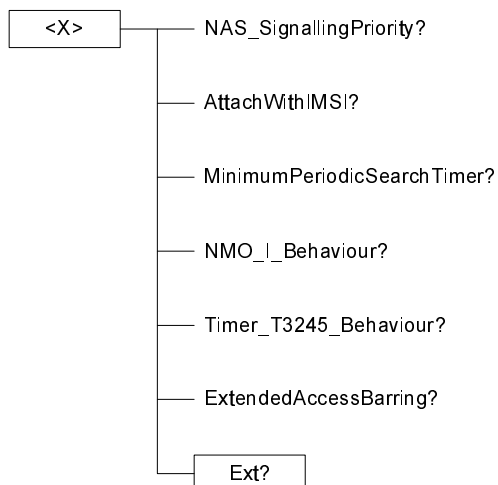 <X>
NAS_SignallingPriority?
AttachWithIMSI?
MinimumPeriodicSearchTimer?
NMO_I_Behaviour?
Timer_T3245_Behaviour?
ExtendedAccessBarring?
Ext?